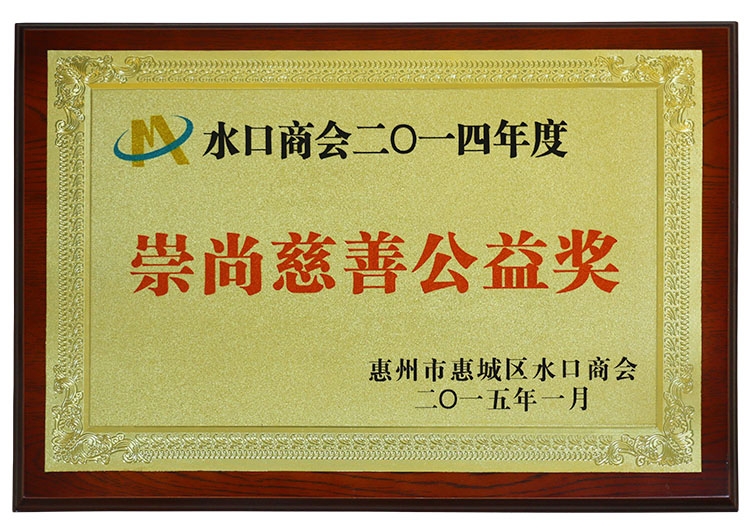 水口商会二〇一四年度
崇尚慈善公益奖
惠州市惠城区水口商会
二〇一五年一月